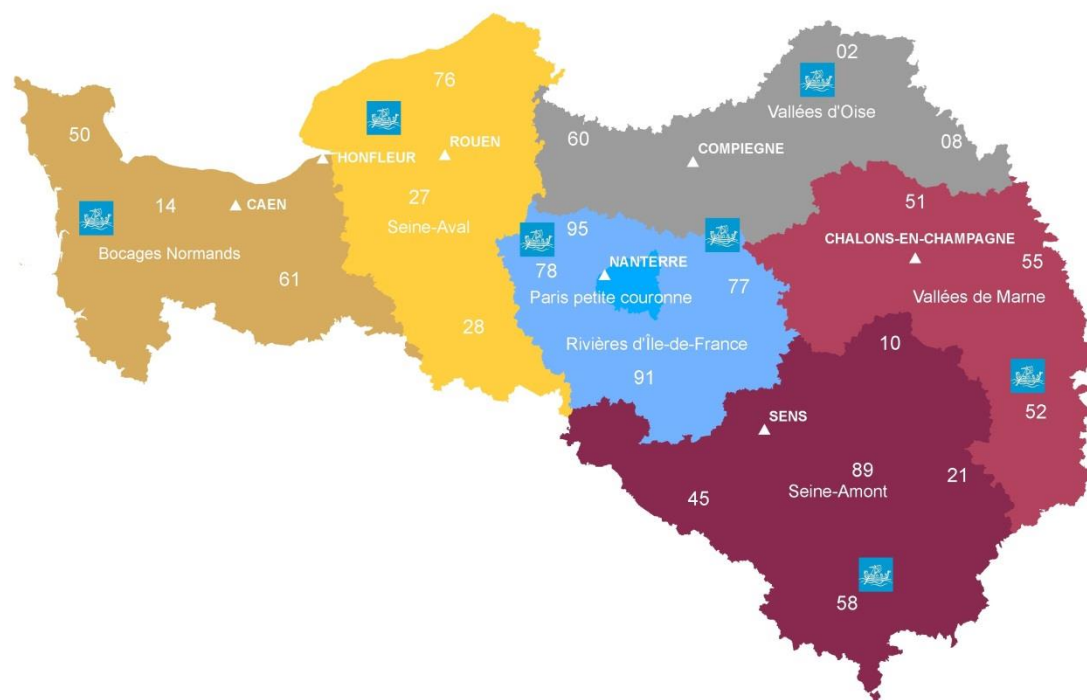 02
76
Vallées d'Oise
50
60
08
ROUEN
HONFLEUR
COMPIEGNE
27
51
14
CAEN
Seine-Aval
95
CHALONS-EN-CHAMPAGNE
Bocages Normands
NANTERRE
55
78
61
77
Paris petite couronne
Vallées de Marne
28
Rivières d'Île-de-France
10
91
52
SENS
89
21
45
Seine-Amont
58